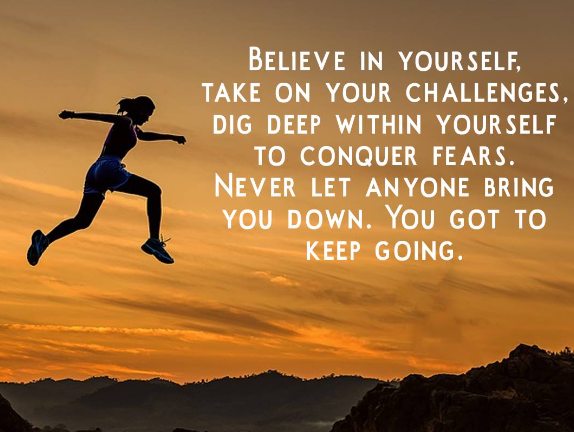 Believe in yourself,
take on your challenges,
dig deep within yourself
to conquer fears.
Never let anyone bring
you down. You got to
keep going.